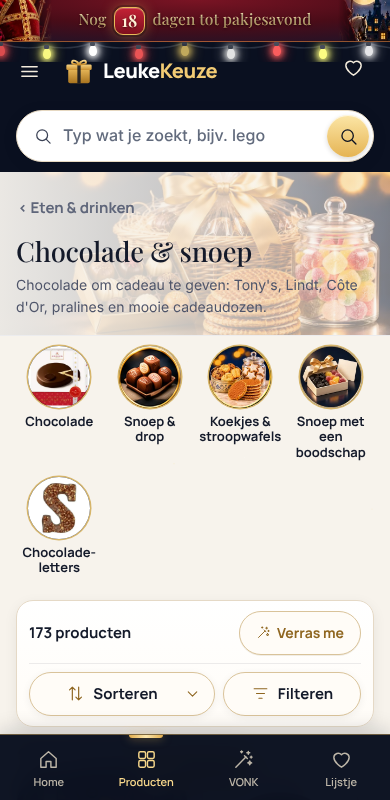 Nog 18 dagen tot pakjesavond
LeukeKeuze
Typ wat je zoekt, bijv. lego
‹ Eten & drinken
Chocolade & snoep
Chocolade om cadeau te geven: Tony's, Lindt, Côte
d'Or, pralines en mooie cadeaudozen.
Chocolade
Snoep &
drop
Koekjes &
stroopwafels
Snoep met
een
boodschap
Chocolade-
letters
173 producten
Verras me
Sorteren
Filteren
Home
Producten
VONK
Lijstje